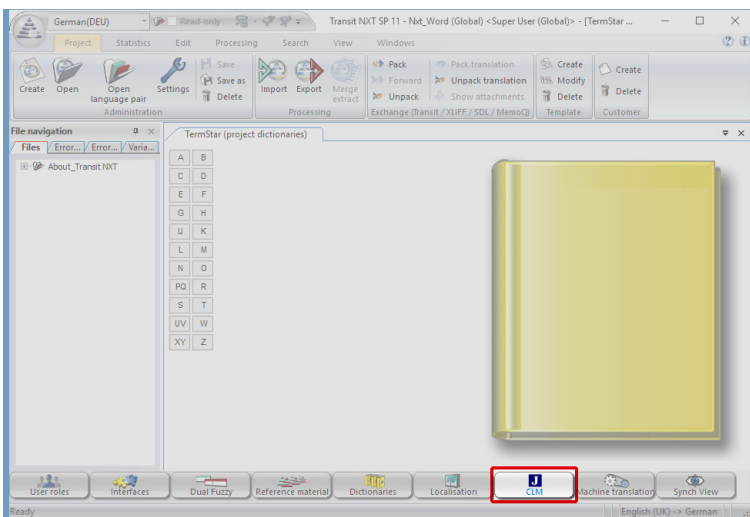 German(DEU)
Read-only
Transit NXT SP 11 - Nxt_Word (Global) <Super User (Global)> - [TermStar ...
Project Statistics Edit Processing Search View Windows
Create Open Open language pair Settings Save Save as Delete
Administration
Import Export Merge extract
Processing
Pack Pack translation
Forward Unpack translation
Unpack Show attachments
Exchange (Transit / XLIFF / SDL / MemoQ)
Create
Modify
Delete
Template
Create
Delete
Customer
File navigation
Files Error... Error... Varia...
About_Transit NXT
TermStar (project dictionaries)
A B
C D
E F
G H
IJ K
L M
N O
PQ R
S T
UV W
XY Z
J
User roles Interfaces Dual Fuzzy Reference material Dictionaries Localisation CLM Machine translation Synch View
Ready
English (UK) -> German